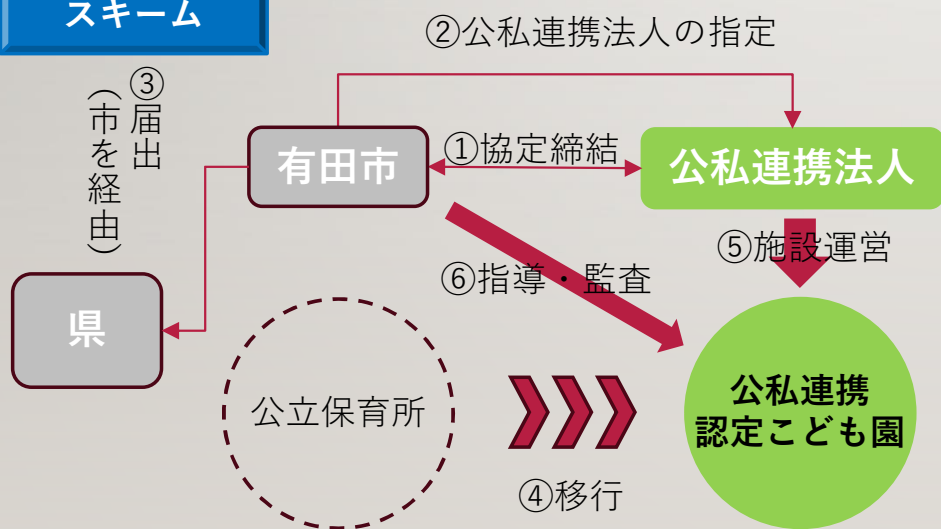 スキーム
②公私連携法人の指定
③届出
（市を経由）
有田市
①協定締結
公私連携法人
⑤施設運営
⑥指導・監査
県
公立保育所
公私連携
認定こども園
④移行